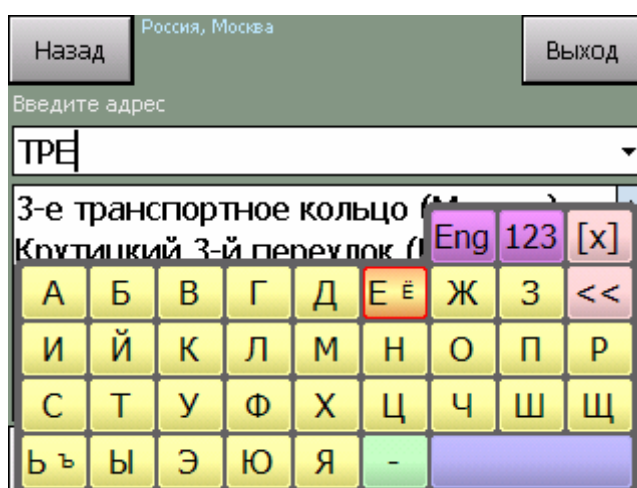 Назад Россия, Москва Выход
Введите адрес
ТРЕ
3-е транспортное кольцо (
Крутицкий 3-й переулок (
Eng 123 [x]
А Б В Г Д Е Ё Ж З <<
И Й К Л М Н О П Р
С Т У Ф Х Ц Ч Ш Щ
Ь Ъ Ы Э Ю Я -